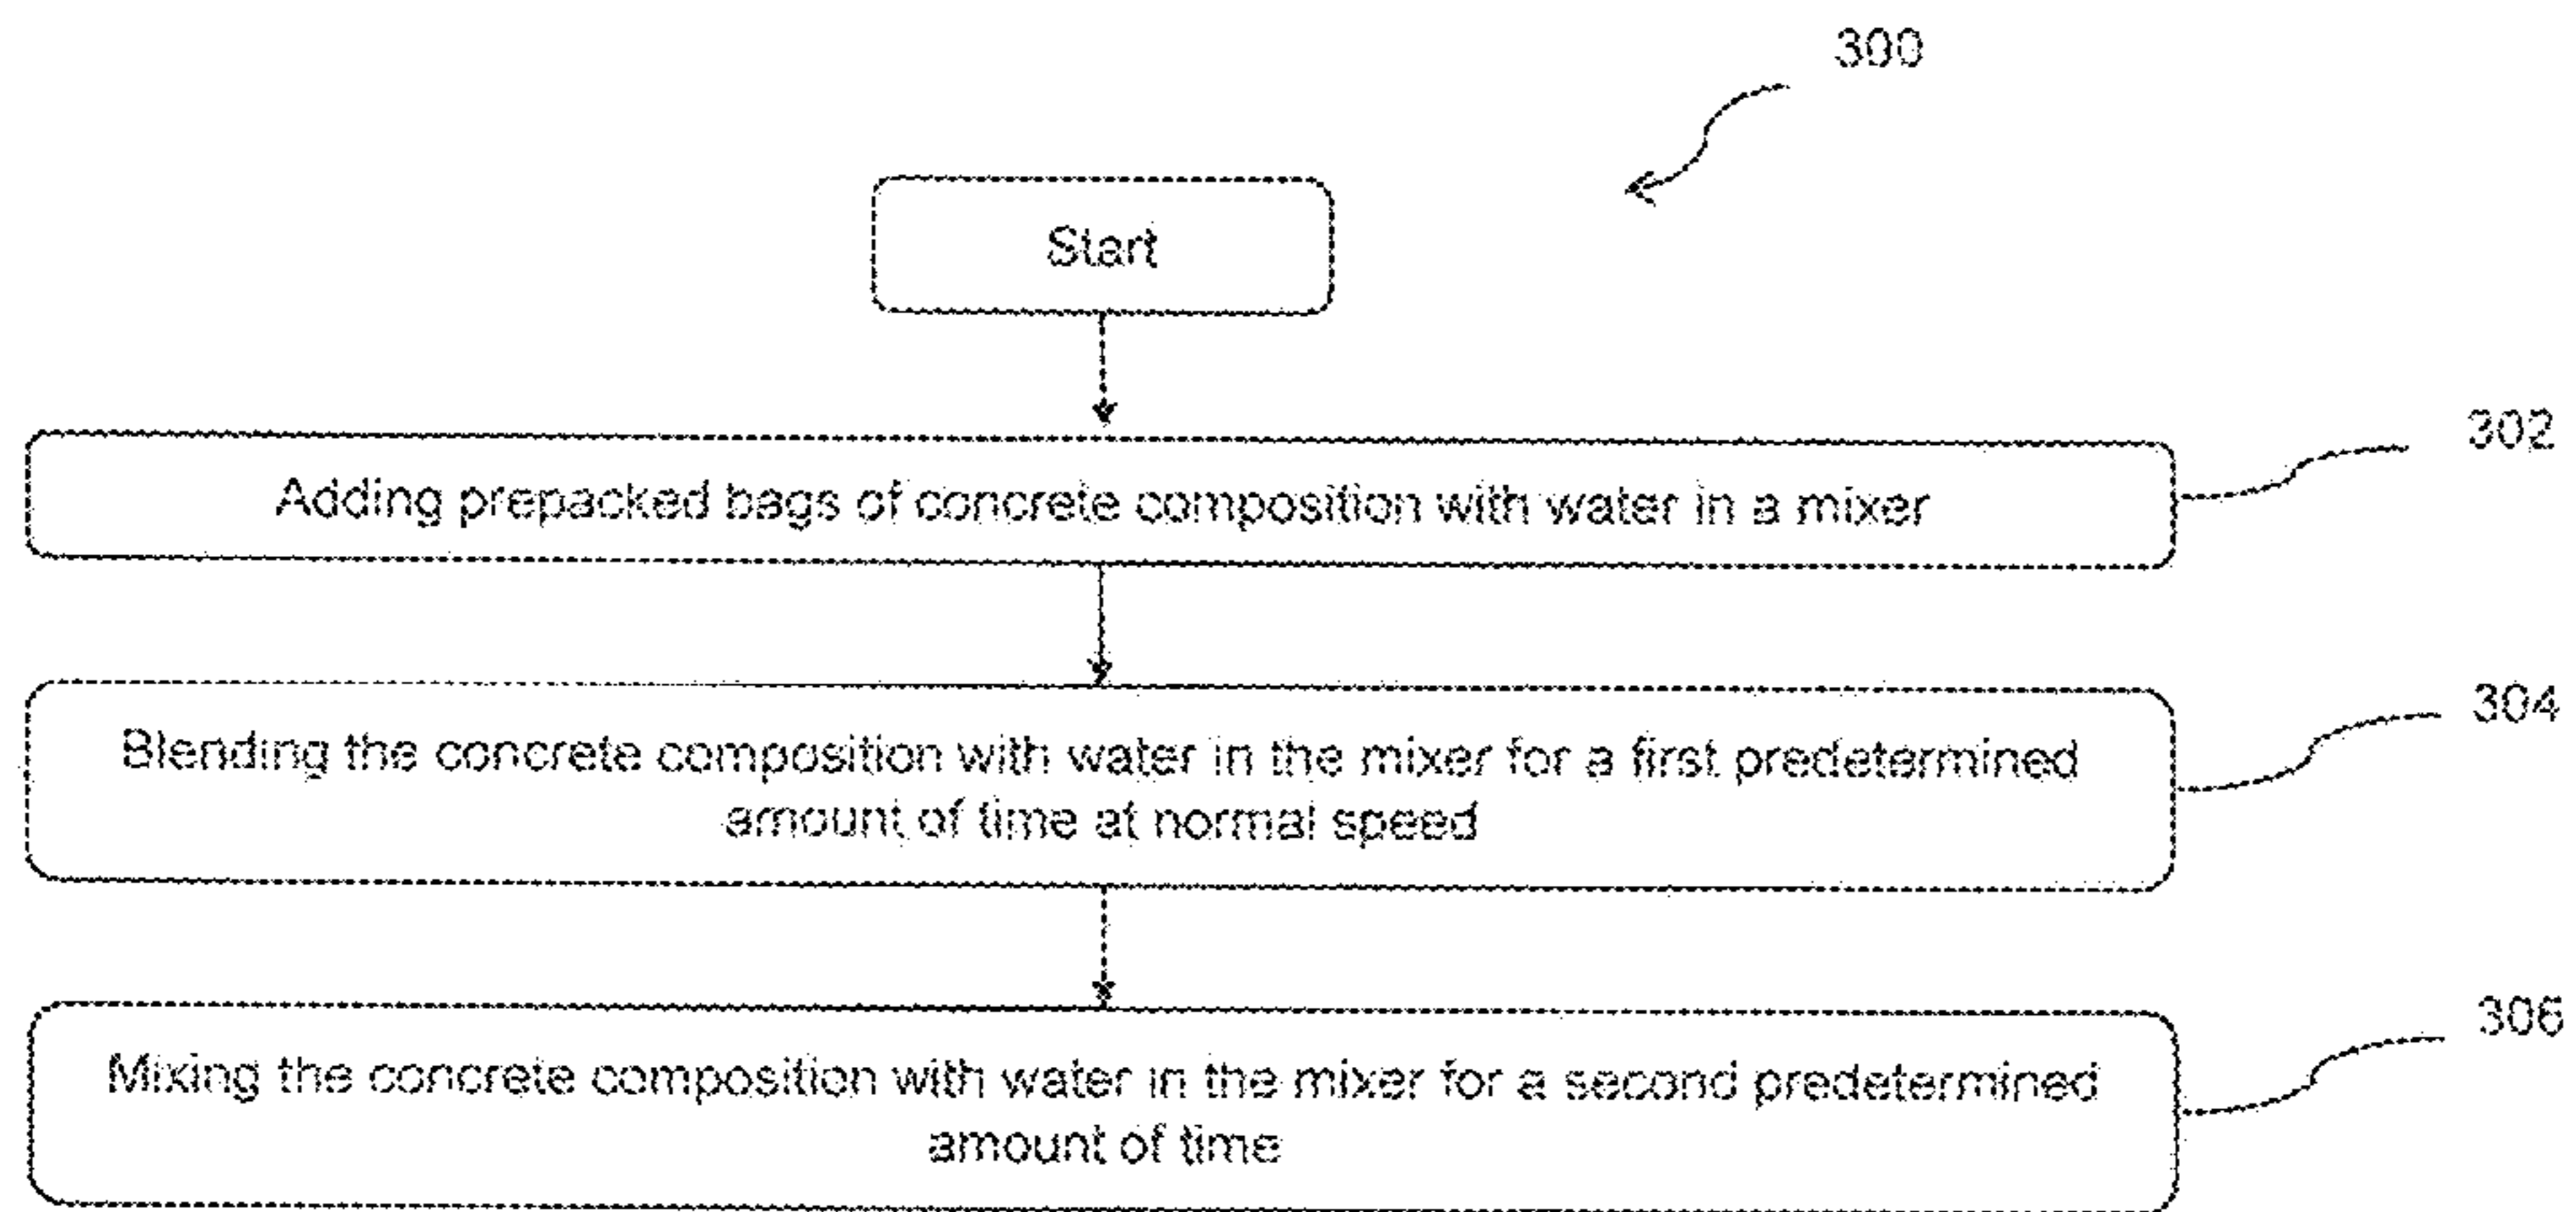 300
Start
302
Adding prepacked bags of concrete composition with water in a mixer
304
Blending the concrete composition with water in the mixer for a first predetermined
amount of time at normal speed
306
Mixing the concrete composition with water in the mixer for a second predetermined
amount of time